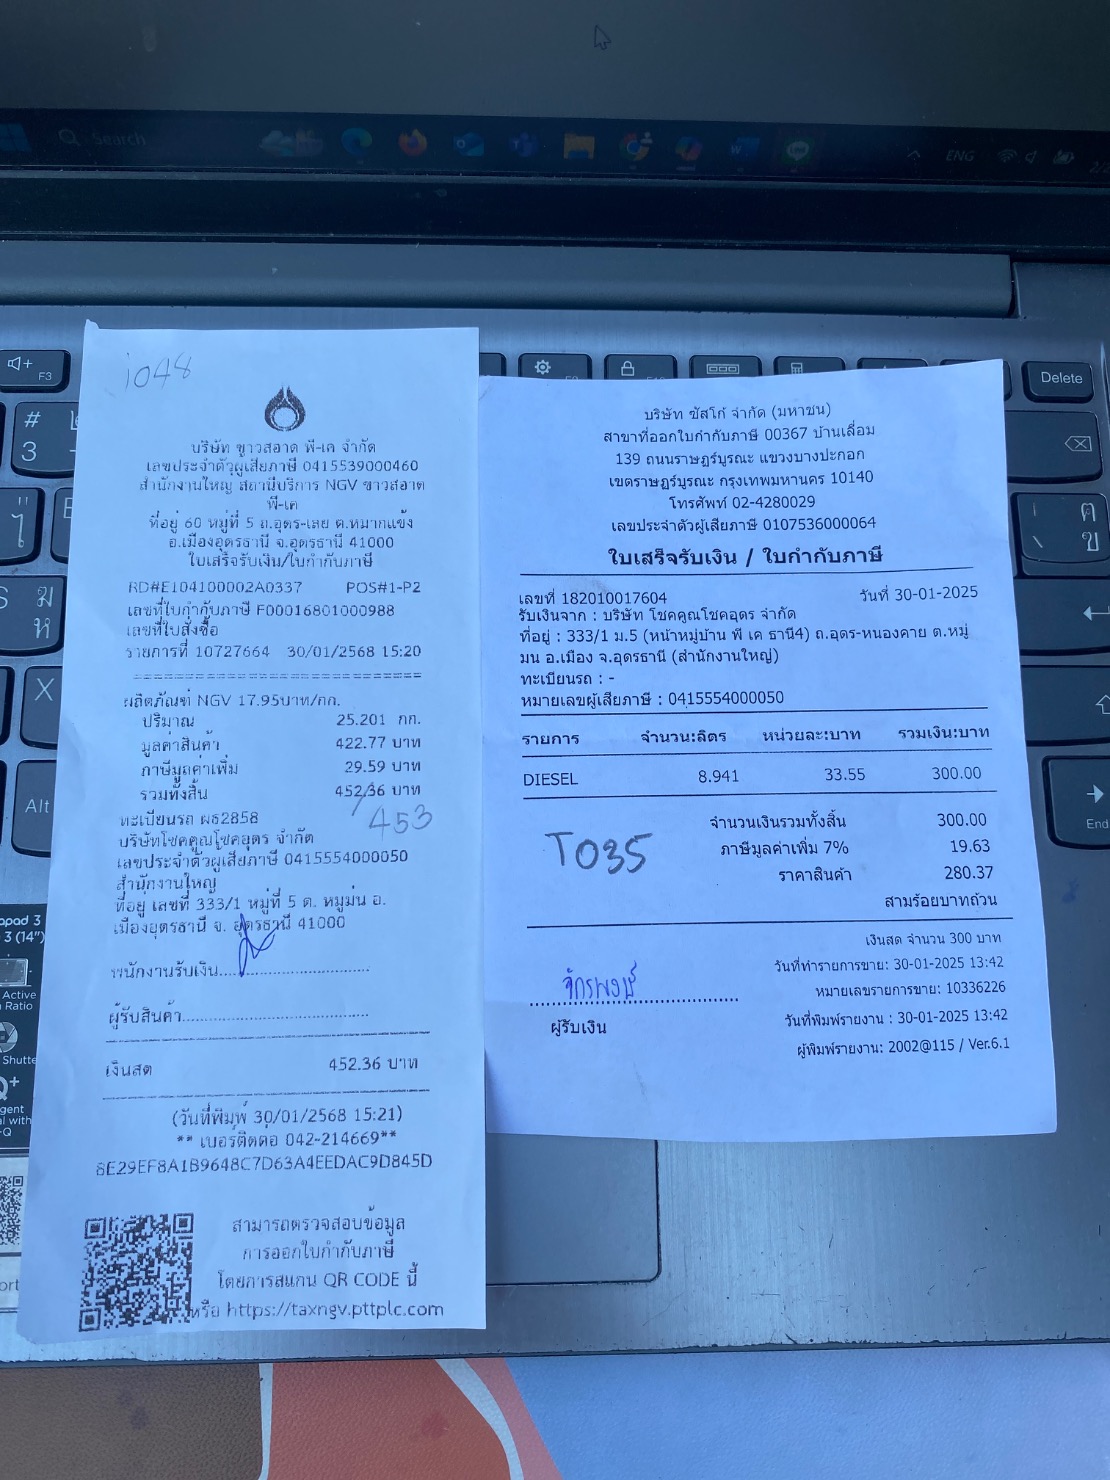 Search
ENG
F3
Delete
#
3
X
Alt
End
i048
บริษัท ขาวสอาด พี-เค จำกัด
เลขประจำตัวผู้เสียภาษี 0415539000460
สำนักงานใหญ่ สถานีบริการ NGV ขาวสอาด
พี-เค
ที่อยู่ 60 หมู่ที่ 5 ถ.อุดร-เลย ต.หมากแข้ง
อ.เมืองอุดรธานี จ.อุดรธานี 41000
ใบเสร็จรับเงิน/ใบกำกับภาษี
RD#E104100002A0337 POS#1-P2
เลขที่ใบกำกับภาษี F00016801000988
เลขที่ใบสั่งซื้อ
รายการที่ 10727664 30/01/2568 15:20
ผลิตภัณฑ์ NGV 17.95บาท/กก.
ปริมาณ 25.201 กก.
มูลค่าสินค้า 422.77 บาท
ภาษีมูลค่าเพิ่ม 29.59 บาท
รวมทั้งสิ้น 452.36 บาท
453
ทะเบียนรถ ผธ2858
บริษัทโชคคูณโชคอุดร จำกัด
เลขประจำตัวผู้เสียภาษี 0415554000050
สำนักงานใหญ่
ที่อยู่ เลขที่ 333/1 หมู่ที่ 5 ต. หมูม่น อ.
เมืองอุดรธานี จ. อุดรธานี 41000
พนักงานรับเงิน..............................
ผู้รับสินค้า..............................
เงินสด 452.36 บาท
(วันที่พิมพ์ 30/01/2568 15:21)
** เบอร์ติดต่อ 042-214669**
8E29EF8A1B9648C7D63A4EEDAC9D845D
สามารถตรวจสอบข้อมูล
การออกใบกำกับภาษี
โดยการสแกน QR CODE นี้
หรือ https://taxngv.pttplc.com
บริษัท ซัสโก้ จำกัด (มหาชน)
สาขาที่ออกใบกำกับภาษี 00367 บ้านเลื่อม
139 ถนนราษฎร์บูรณะ แขวงบางปะกอก
เขตราษฎร์บูรณะ กรุงเทพมหานคร 10140
โทรศัพท์ 02-4280029
เลขประจำตัวผู้เสียภาษี 0107536000064
ใบเสร็จรับเงิน / ใบกำกับภาษี
เลขที่ 182010017604 วันที่ 30-01-2025
รับเงินจาก : บริษัท โชคคูณโชคอุดร จำกัด
ที่อยู่ : 333/1 ม.5 (หน้าหมู่บ้าน พี เค ธานี4) ถ.อุดร-หนองคาย ต.หมู
ม่น อ.เมือง จ.อุดรธานี (สำนักงานใหญ่)
ทะเบียนรถ : -
หมายเลขผู้เสียภาษี : 0415554000050
รายการ จำนวน:ลิตร หน่วยละ:บาท รวมเงิน:บาท
DIESEL 8.941 33.55 300.00
จำนวนเงินรวมทั้งสิ้น 300.00
ภาษีมูลค่าเพิ่ม 7% 19.63
ราคาสินค้า 280.37
สามร้อยบาทถ้วน
T035
เงินสด จำนวน 300 บาท
วันที่ทำรายการขาย: 30-01-2025 13:42
หมายเลขรายการขาย: 10336226
จักรพงษ์
ผู้รับเงิน
วันที่พิมพ์รายงาน : 30-01-2025 13:42
ผู้พิมพ์รายงาน: 2002@115 / Ver.6.1